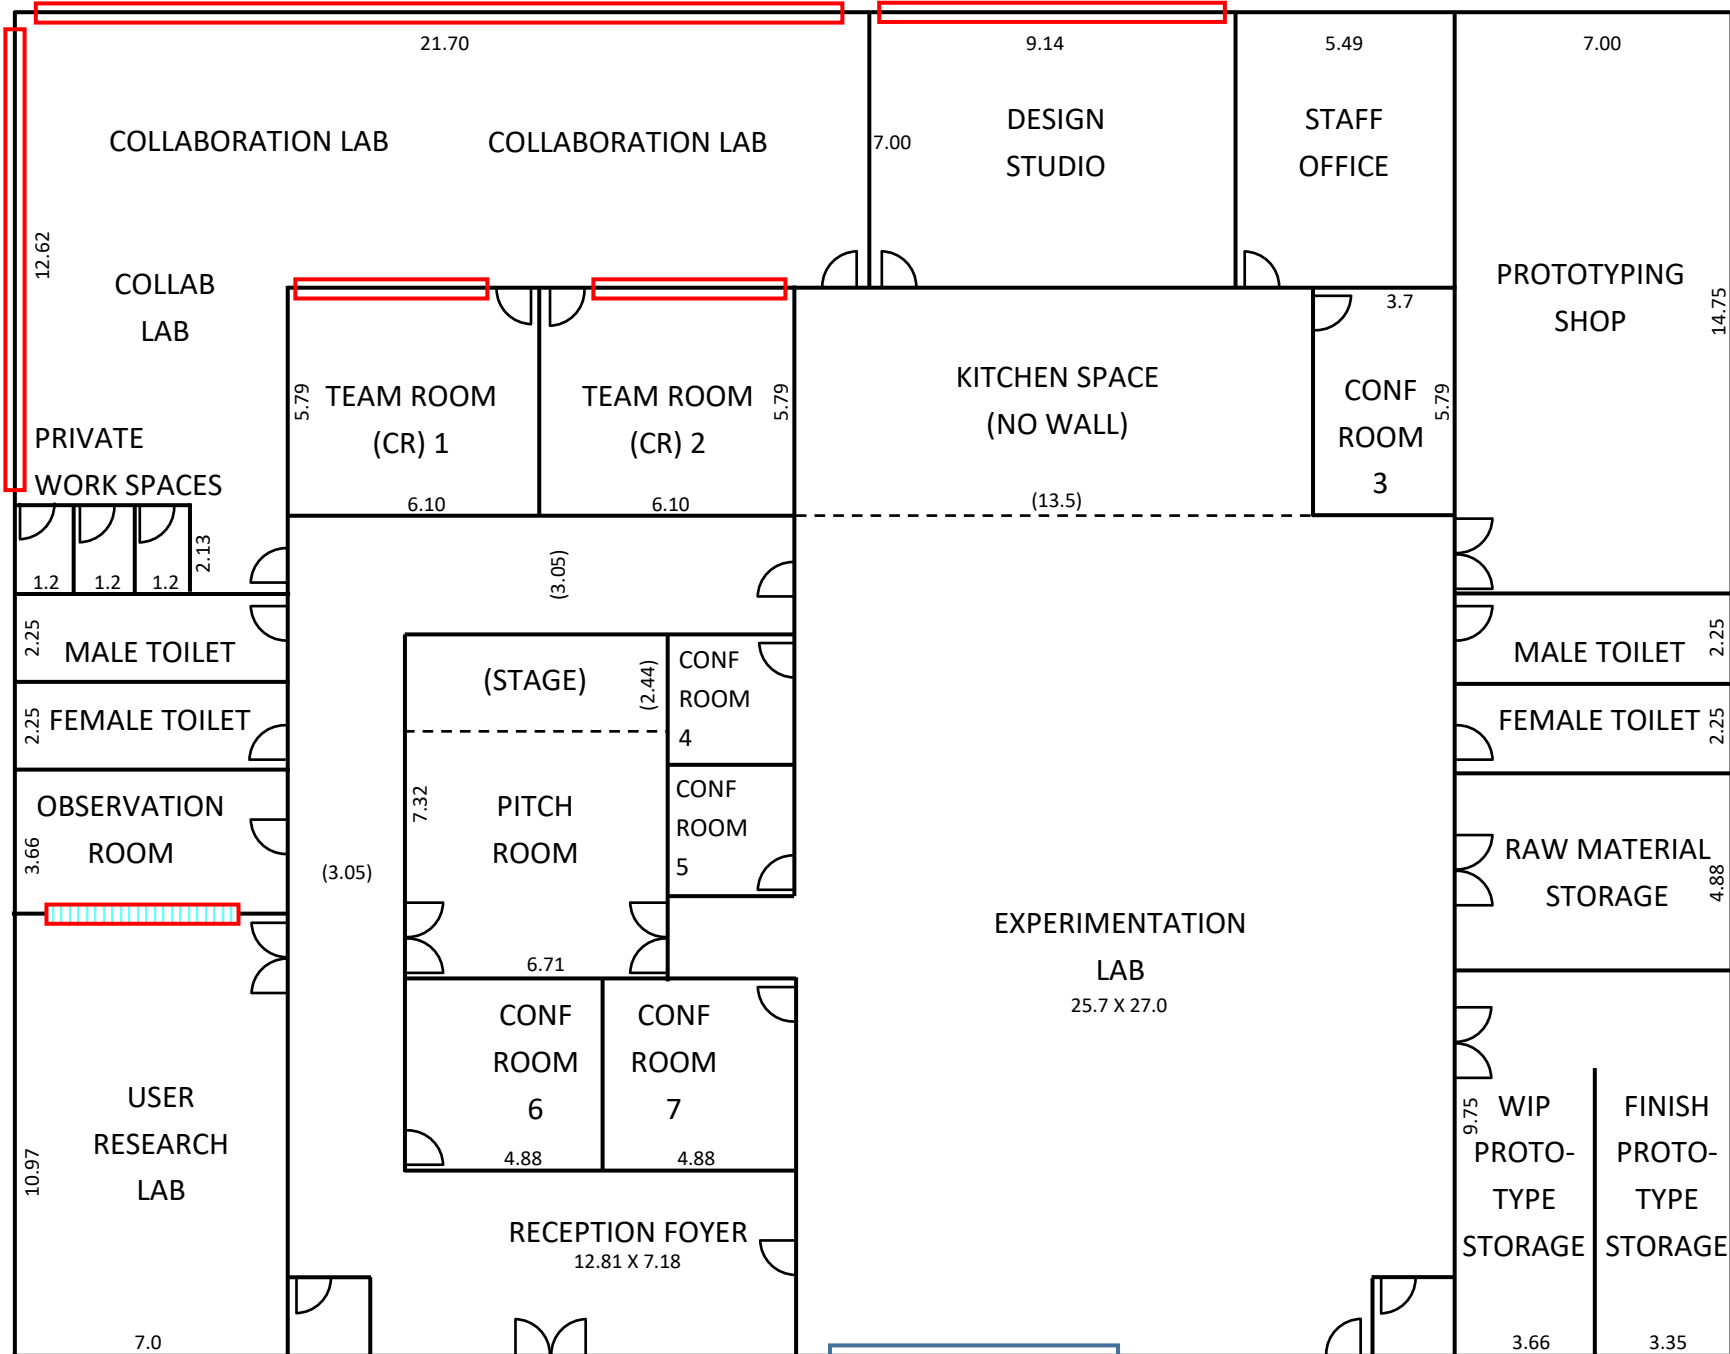 21.70
9.14
5.49
7.00
COLLABORATION LAB
COLLABORATION LAB
7.00
DESIGN
STUDIO
STAFF
OFFICE
12.62
COLLAB
LAB
PROTOTYPING
SHOP
14.75
3.7
5.79
TEAM ROOM
(CR) 1
6.10
TEAM ROOM
(CR) 2
5.79
6.10
KITCHEN SPACE
(NO WALL)
(13.5)
CONF
ROOM
3
5.79
PRIVATE
WORK SPACES
1.2
1.2
1.2
2.13
(3.05)
2.25
MALE TOILET
(STAGE)
(2.44)
CONF
ROOM
4
MALE TOILET
2.25
2.25
FEMALE TOILET
FEMALE TOILET
2.25
OBSERVATION
ROOM
3.66
(3.05)
7.32
PITCH
ROOM
6.71
CONF
ROOM
5
RAW MATERIAL
STORAGE
4.88
EXPERIMENTATION
LAB
25.7 X 27.0
USER
RESEARCH
LAB
10.97
7.0
CONF
ROOM
6
4.88
CONF
ROOM
7
4.88
RECEPTION FOYER
12.81 X 7.18
9.75
WIP
PROTO-
TYPE
STORAGE
3.66
FINISH
PROTO-
TYPE
STORAGE
3.35